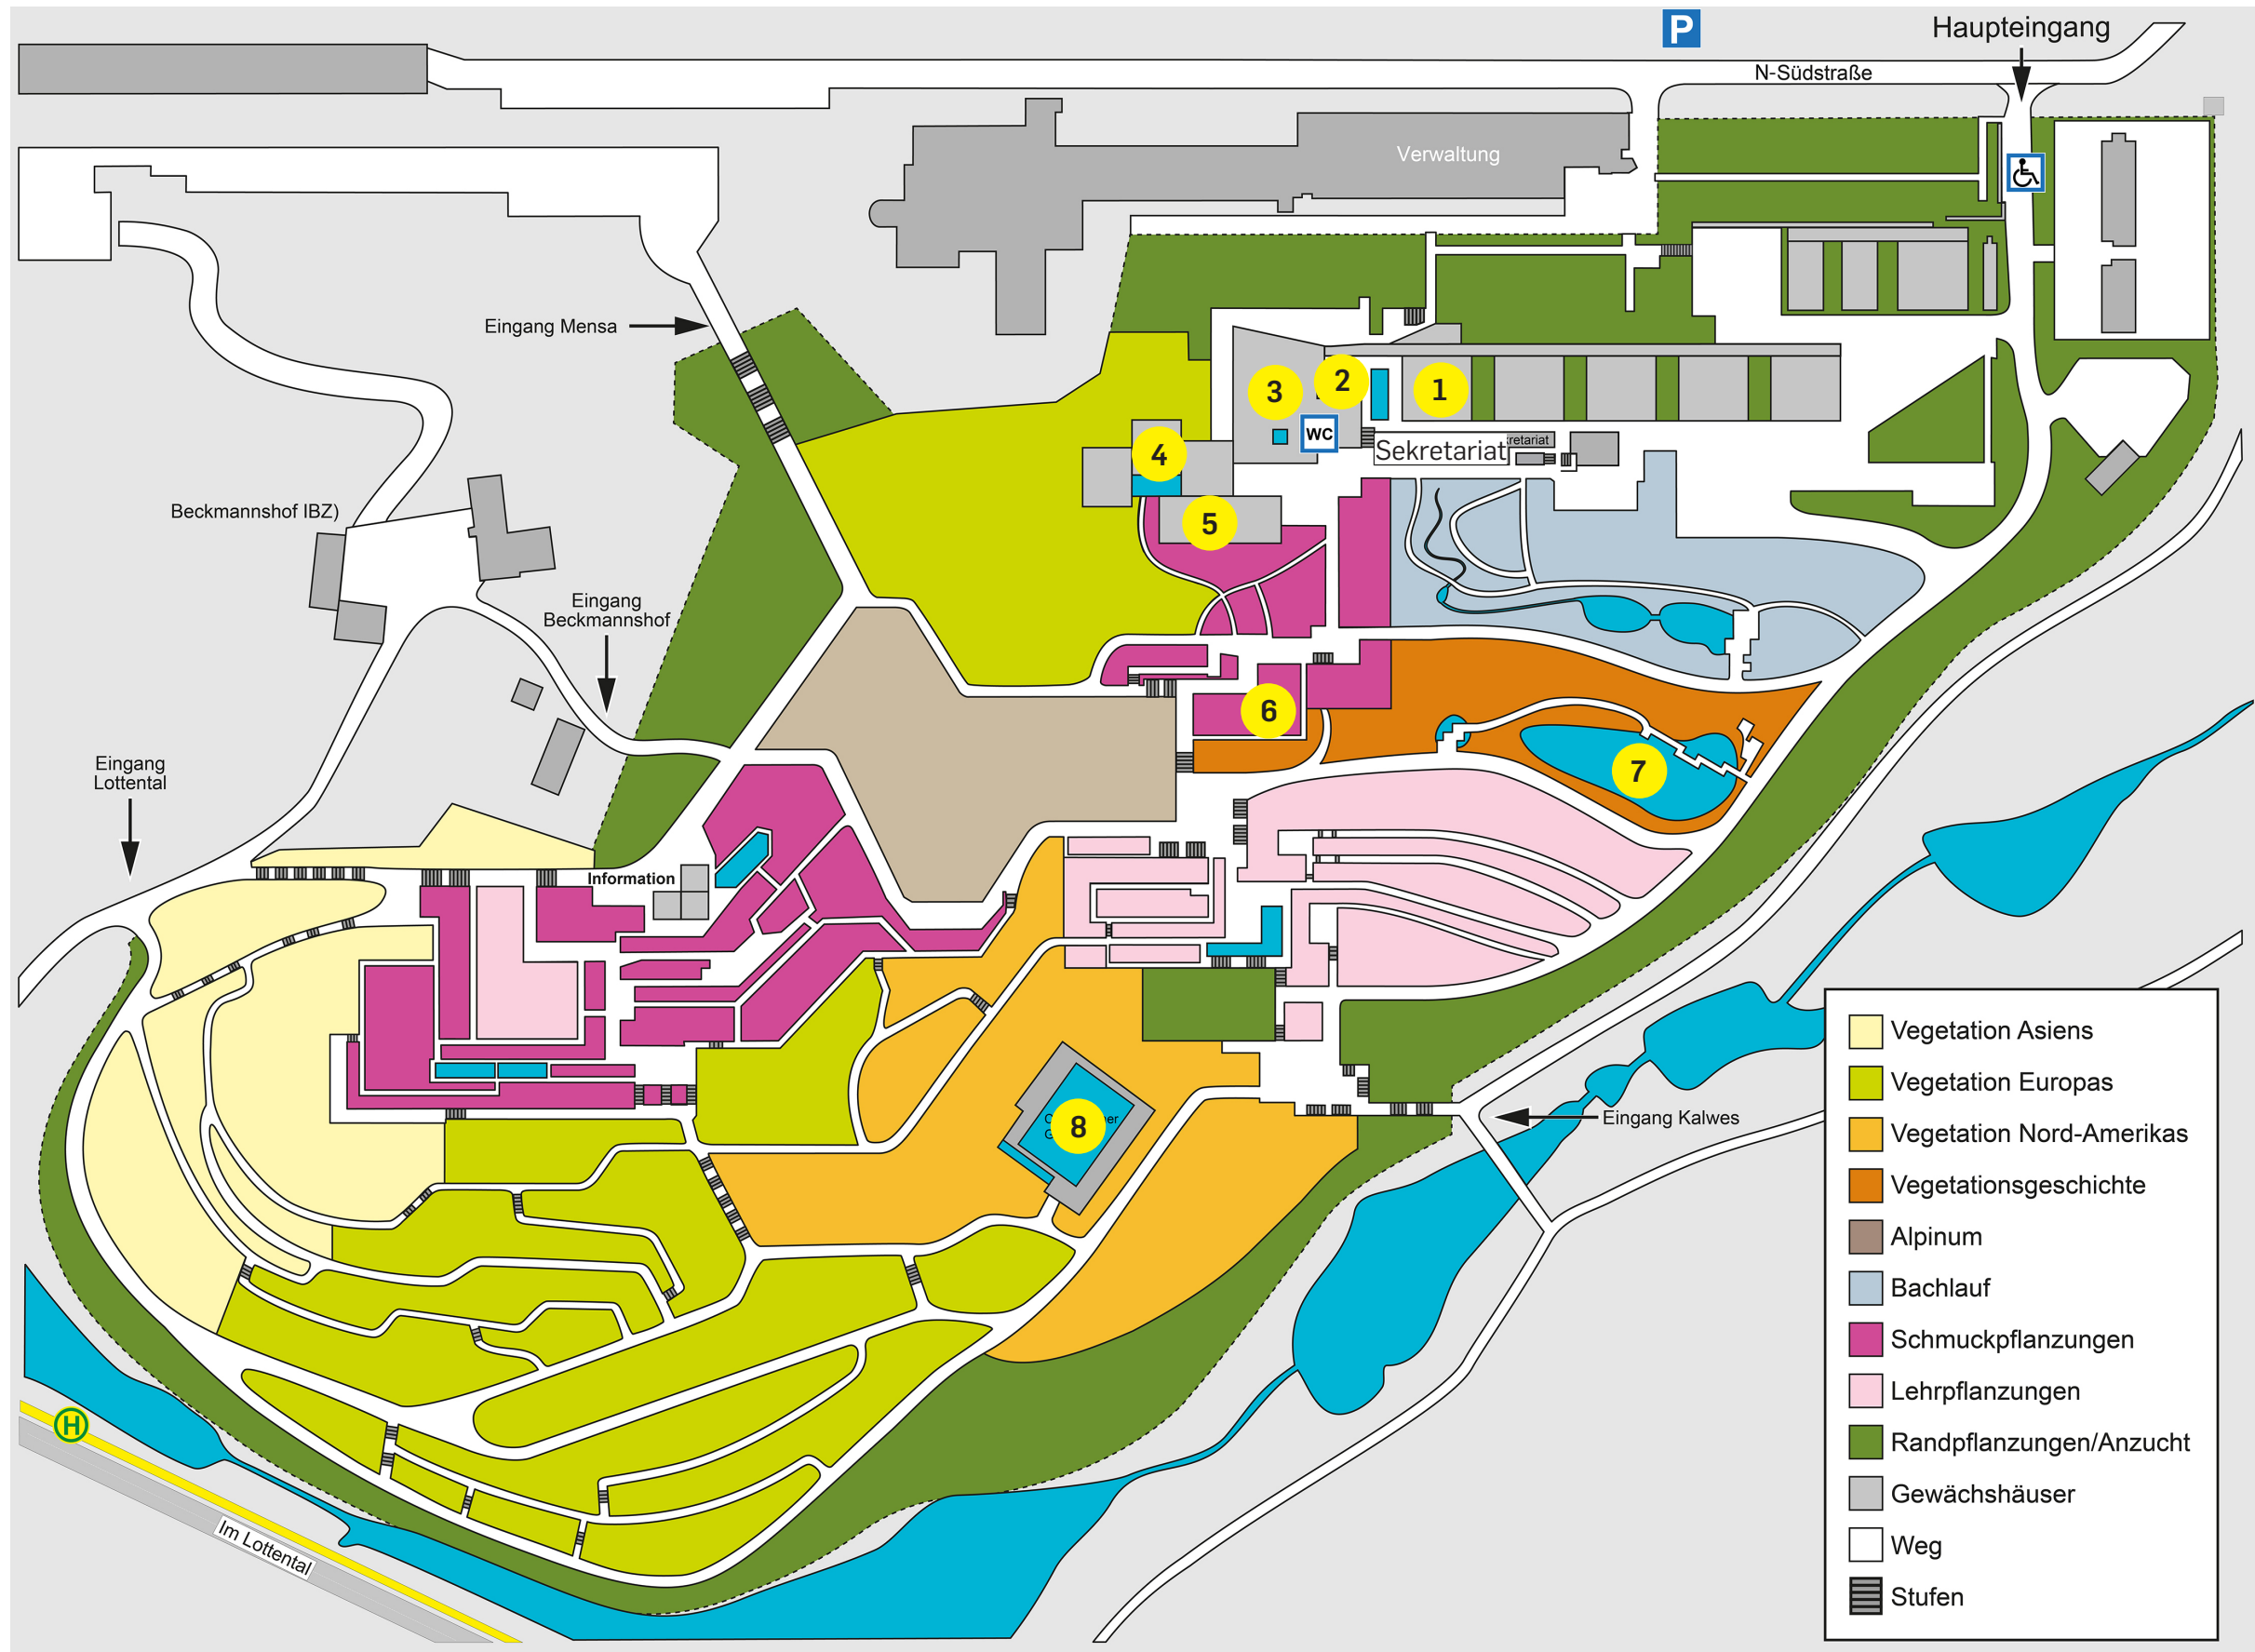 P
Haupteingang
N-Südstraße
Verwaltung
Eingang Mensa
3
2
1
WC
4
Sekretariat
kretariat
5
Beckmannshof IBZ)
Eingang
Beckmannshof
6
7
Eingang
Lottental
Information
8
Eingang Kalwes
H
Im Lottental
Vegetation Asiens
Vegetation Europas
Vegetation Nord-Amerikas
Vegetationsgeschichte
Alpinum
Bachlauf
Schmuckpflanzungen
Lehrpflanzungen
Randpflanzungen/Anzucht
Gewächshäuser
Weg
Stufen